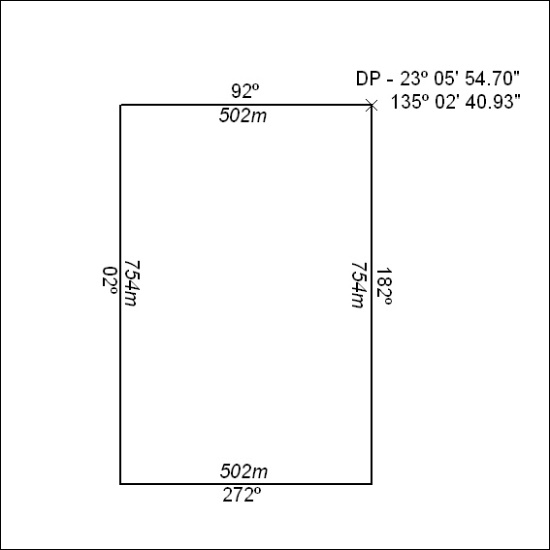 DP - 23º 05' 54.70"
135º 02' 40.93"
92º
502m
02º
754m
754m
182º
502m
272º